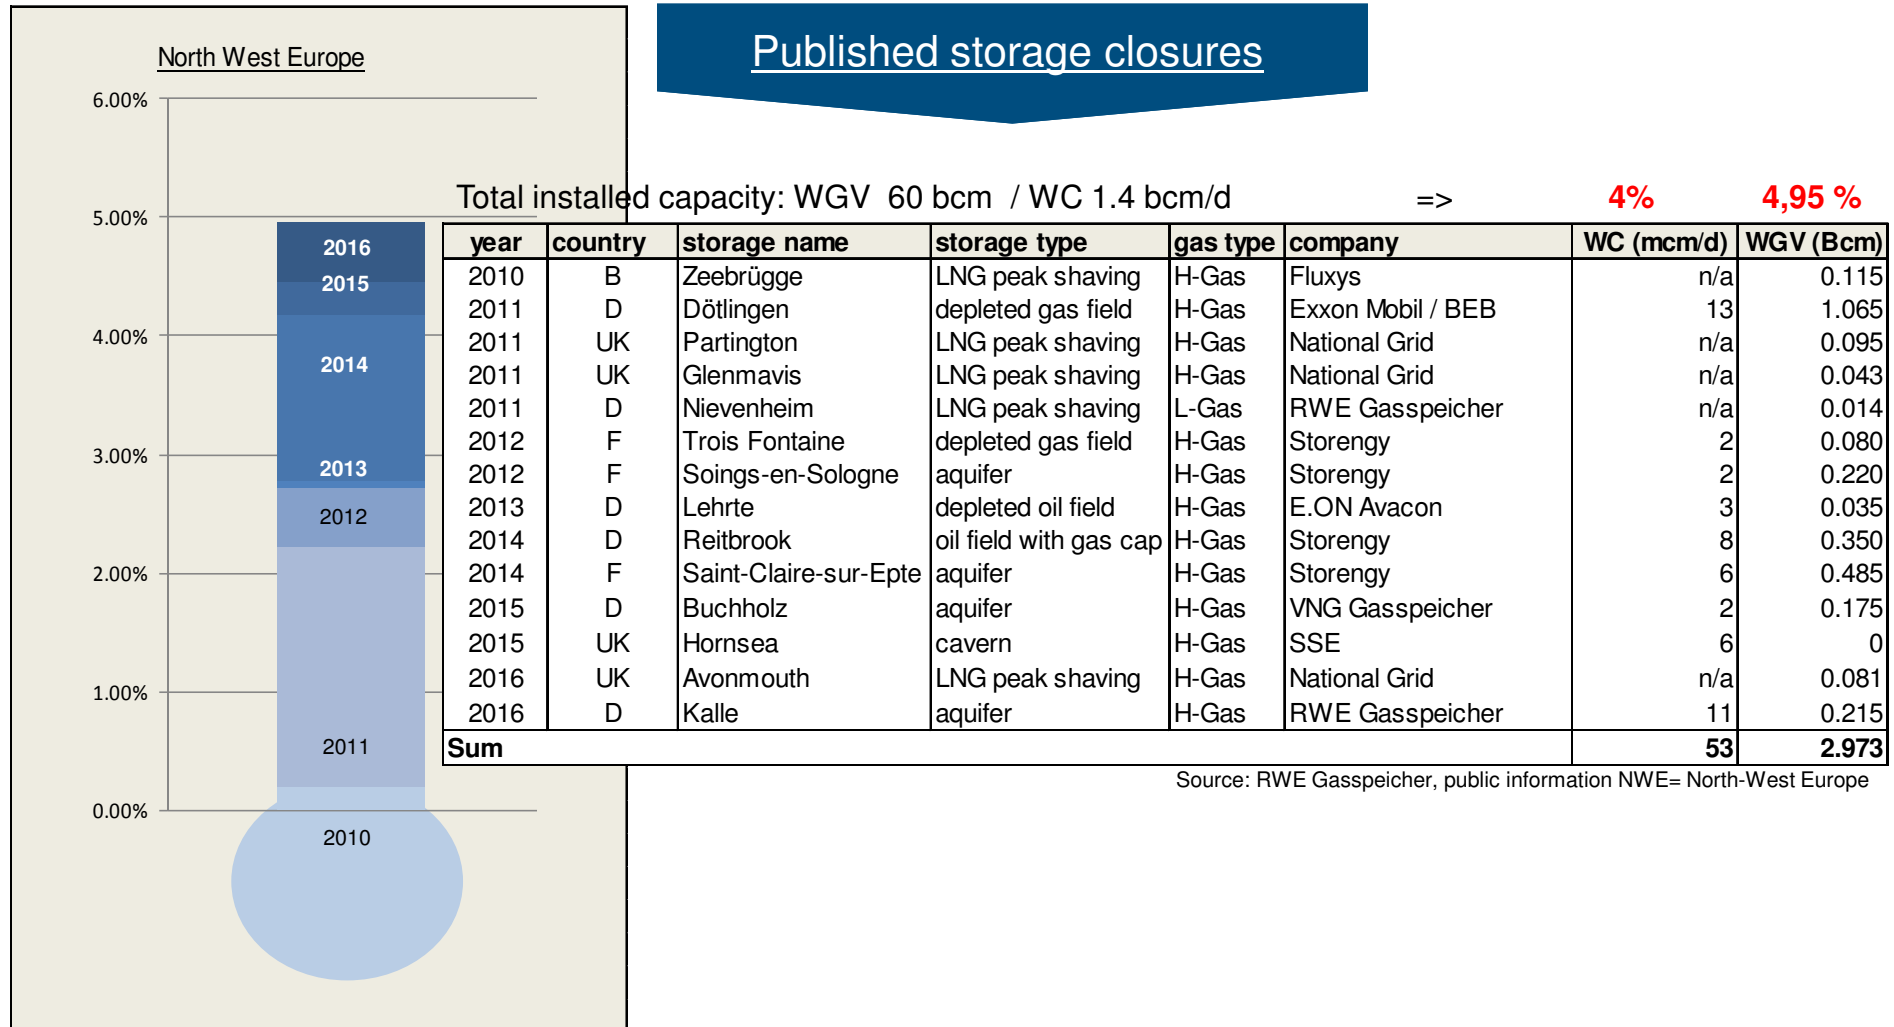 North West Europe
6.00%
5.00%
4.00%
3.00%
2.00%
1.00%
0.00%
2016
2015
2014
2013
2012
2011
2010
Published storage closures
Total installed capacity: WGV 60 bcm / WC 1.4 bcm/d => 4% 4,95 %
year country storage name storage type gas type company WC (mcm/d) WGV (Bcm)
2010 B Zeebrügge LNG peak shaving H-Gas Fluxys n/a 0.115
2011 D Dötlingen depleted gas field H-Gas Exxon Mobil / BEB 13 1.065
2011 UK Partington LNG peak shaving H-Gas National Grid n/a 0.095
2011 UK Glenmavis LNG peak shaving H-Gas National Grid n/a 0.043
2011 D Nievenheim LNG peak shaving L-Gas RWE Gasspeicher n/a 0.014
2012 F Trois Fontaine depleted gas field H-Gas Storengy 2 0.080
2012 F Soings-en-Sologne aquifer H-Gas Storengy 2 0.220
2013 D Lehrte depleted oil field H-Gas E.ON Avacon 3 0.035
2014 D Reitbrook oil field with gas cap H-Gas Storengy 8 0.350
2014 F Saint-Claire-sur-Epte aquifer H-Gas Storengy 6 0.485
2015 D Buchholz aquifer H-Gas VNG Gasspeicher 2 0.175
2015 UK Hornsea cavern H-Gas SSE 6 0
2016 UK Avonmouth LNG peak shaving H-Gas National Grid n/a 0.081
2016 D Kalle aquifer H-Gas RWE Gasspeicher 11 0.215
Sum 53 2.973
Source: RWE Gasspeicher, public information NWE= North-West Europe